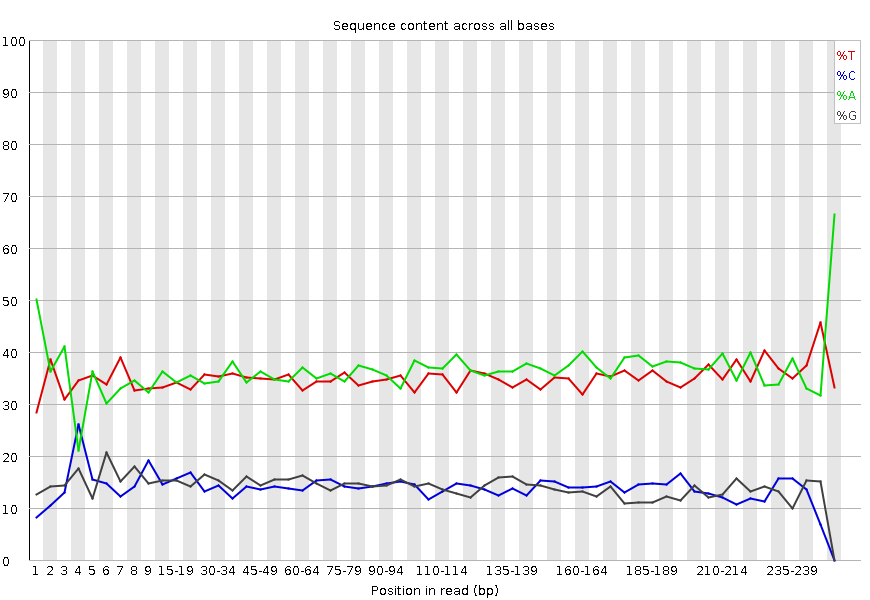 Sequence content across all bases
100
90
80
70
60
50
40
30
20
10
0
%T
%C
%A
%G
1 2 3 4 5 6 7 8 9 15-19 30-34 45-49 60-64 75-79 90-94 110-114 135-139 160-164 185-189 210-214 235-239
Position in read (bp)